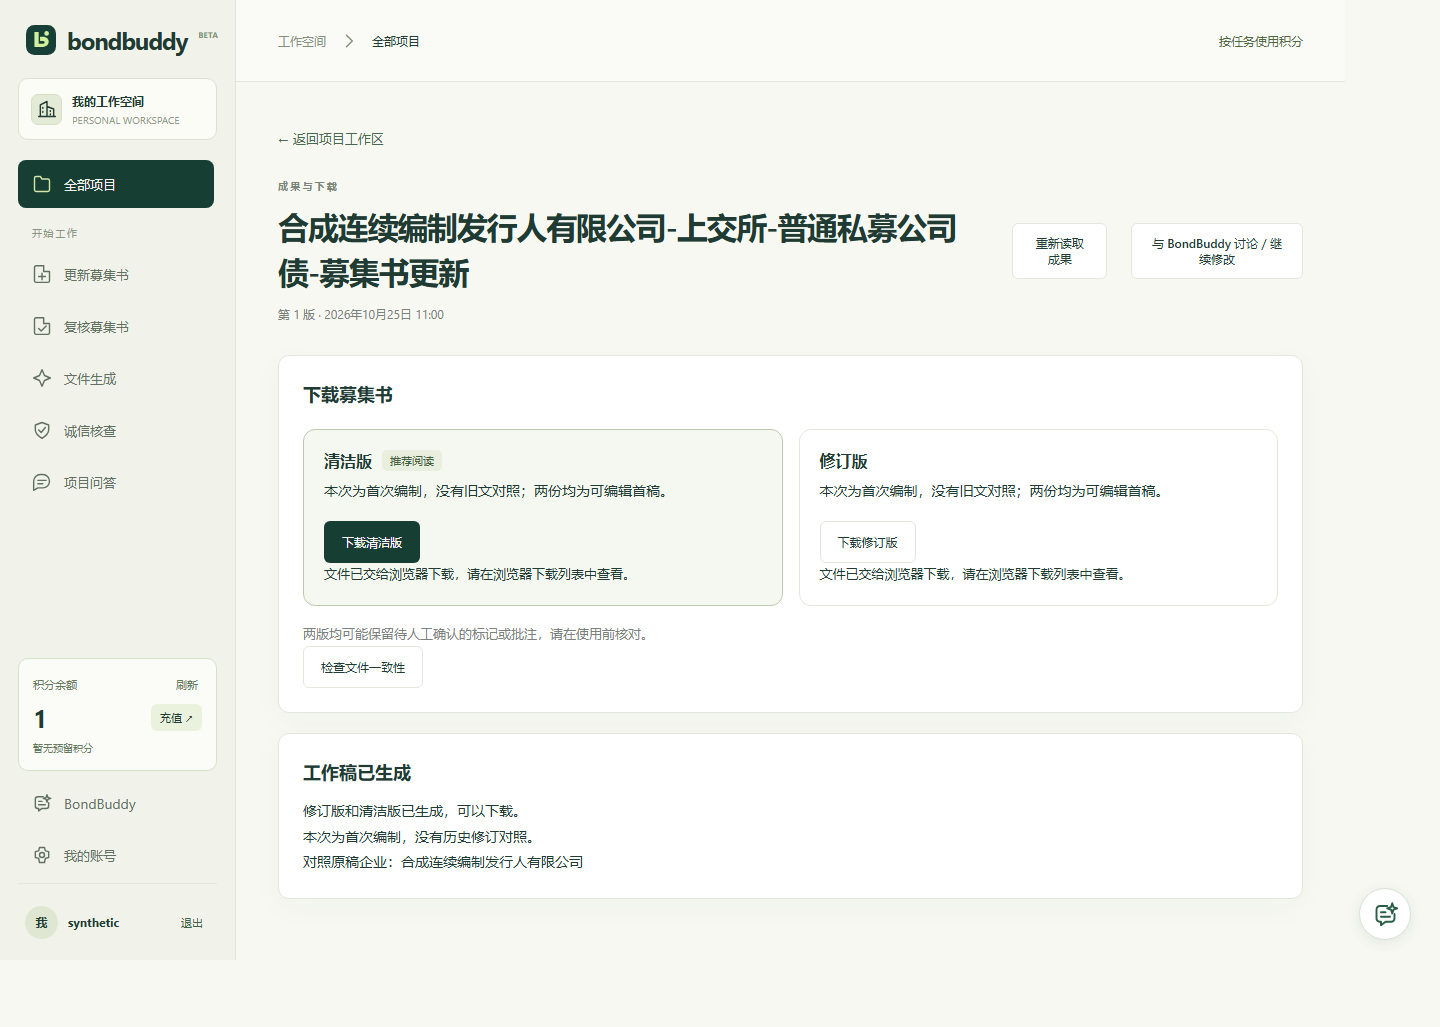 bondbuddy BETA
我的工作空间
PERSONAL WORKSPACE
全部项目
开始工作
更新募集书
复核募集书
文件生成
诚信核查
项目问答
积分余额 刷新
1 充值 ↗
暂无预留积分
BondBuddy
我的账号
我 synthetic 退出
工作空间 > 全部项目 按任务使用积分
← 返回项目工作区
成果与下载
合成连续编制发行人有限公司-上交所-普通私募公司
债-募集书更新
第 1 版 · 2026年10月25日 11:00
重新读取
成果
与 BondBuddy 讨论 / 继
续修改
下载募集书
清洁版 推荐阅读
本次为首次编制，没有旧文对照；两份均为可编辑首稿。
下载清洁版
文件已交给浏览器下载，请在浏览器下载列表中查看。
修订版
本次为首次编制，没有旧文对照；两份均为可编辑首稿。
下载修订版
文件已交给浏览器下载，请在浏览器下载列表中查看。
两版均可能保留待人工确认的标记或批注，请在使用前核对。
检查文件一致性
工作稿已生成
修订版和清洁版已生成，可以下载。
本次为首次编制，没有历史修订对照。
对照原稿企业：合成连续编制发行人有限公司